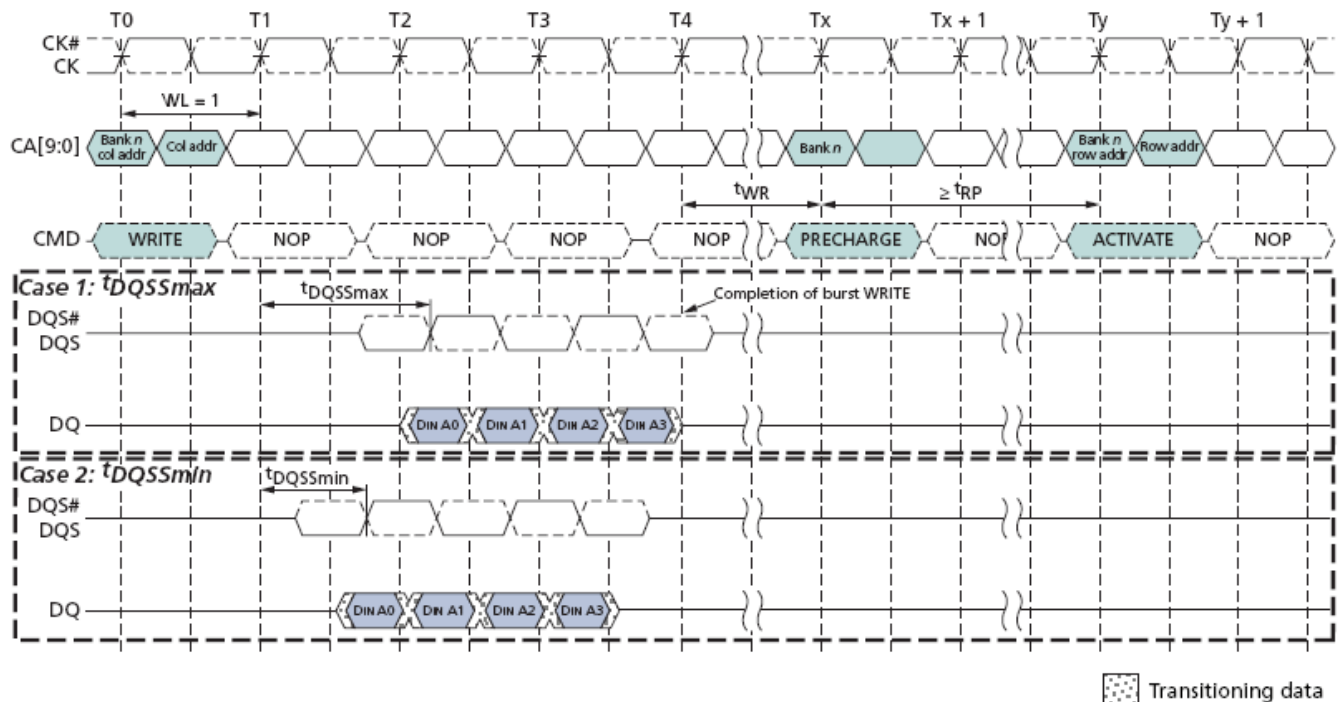 T0 T1 T2 T3 T4 Tx Tx + 1 Ty Ty + 1
CK#
CK
WL = 1
CA[9:0]
Bank n
col addr
Col addr
Bank n
Bank n
row addr
Row addr
tWR
≥ tRP
CMD WRITE NOP NOP NOP NOP PRECHARGE NOP ACTIVATE NOP
Case 1: tDQSSmax
tDQSSmax
Completion of burst WRITE
DQS#
DQS
DQ DIN A0 DIN A1 DIN A2 DIN A3
Case 2: tDQSSmin
tDQSSmin
DQS#
DQS
DQ DIN A0 DIN A1 DIN A2 DIN A3
Transitioning data